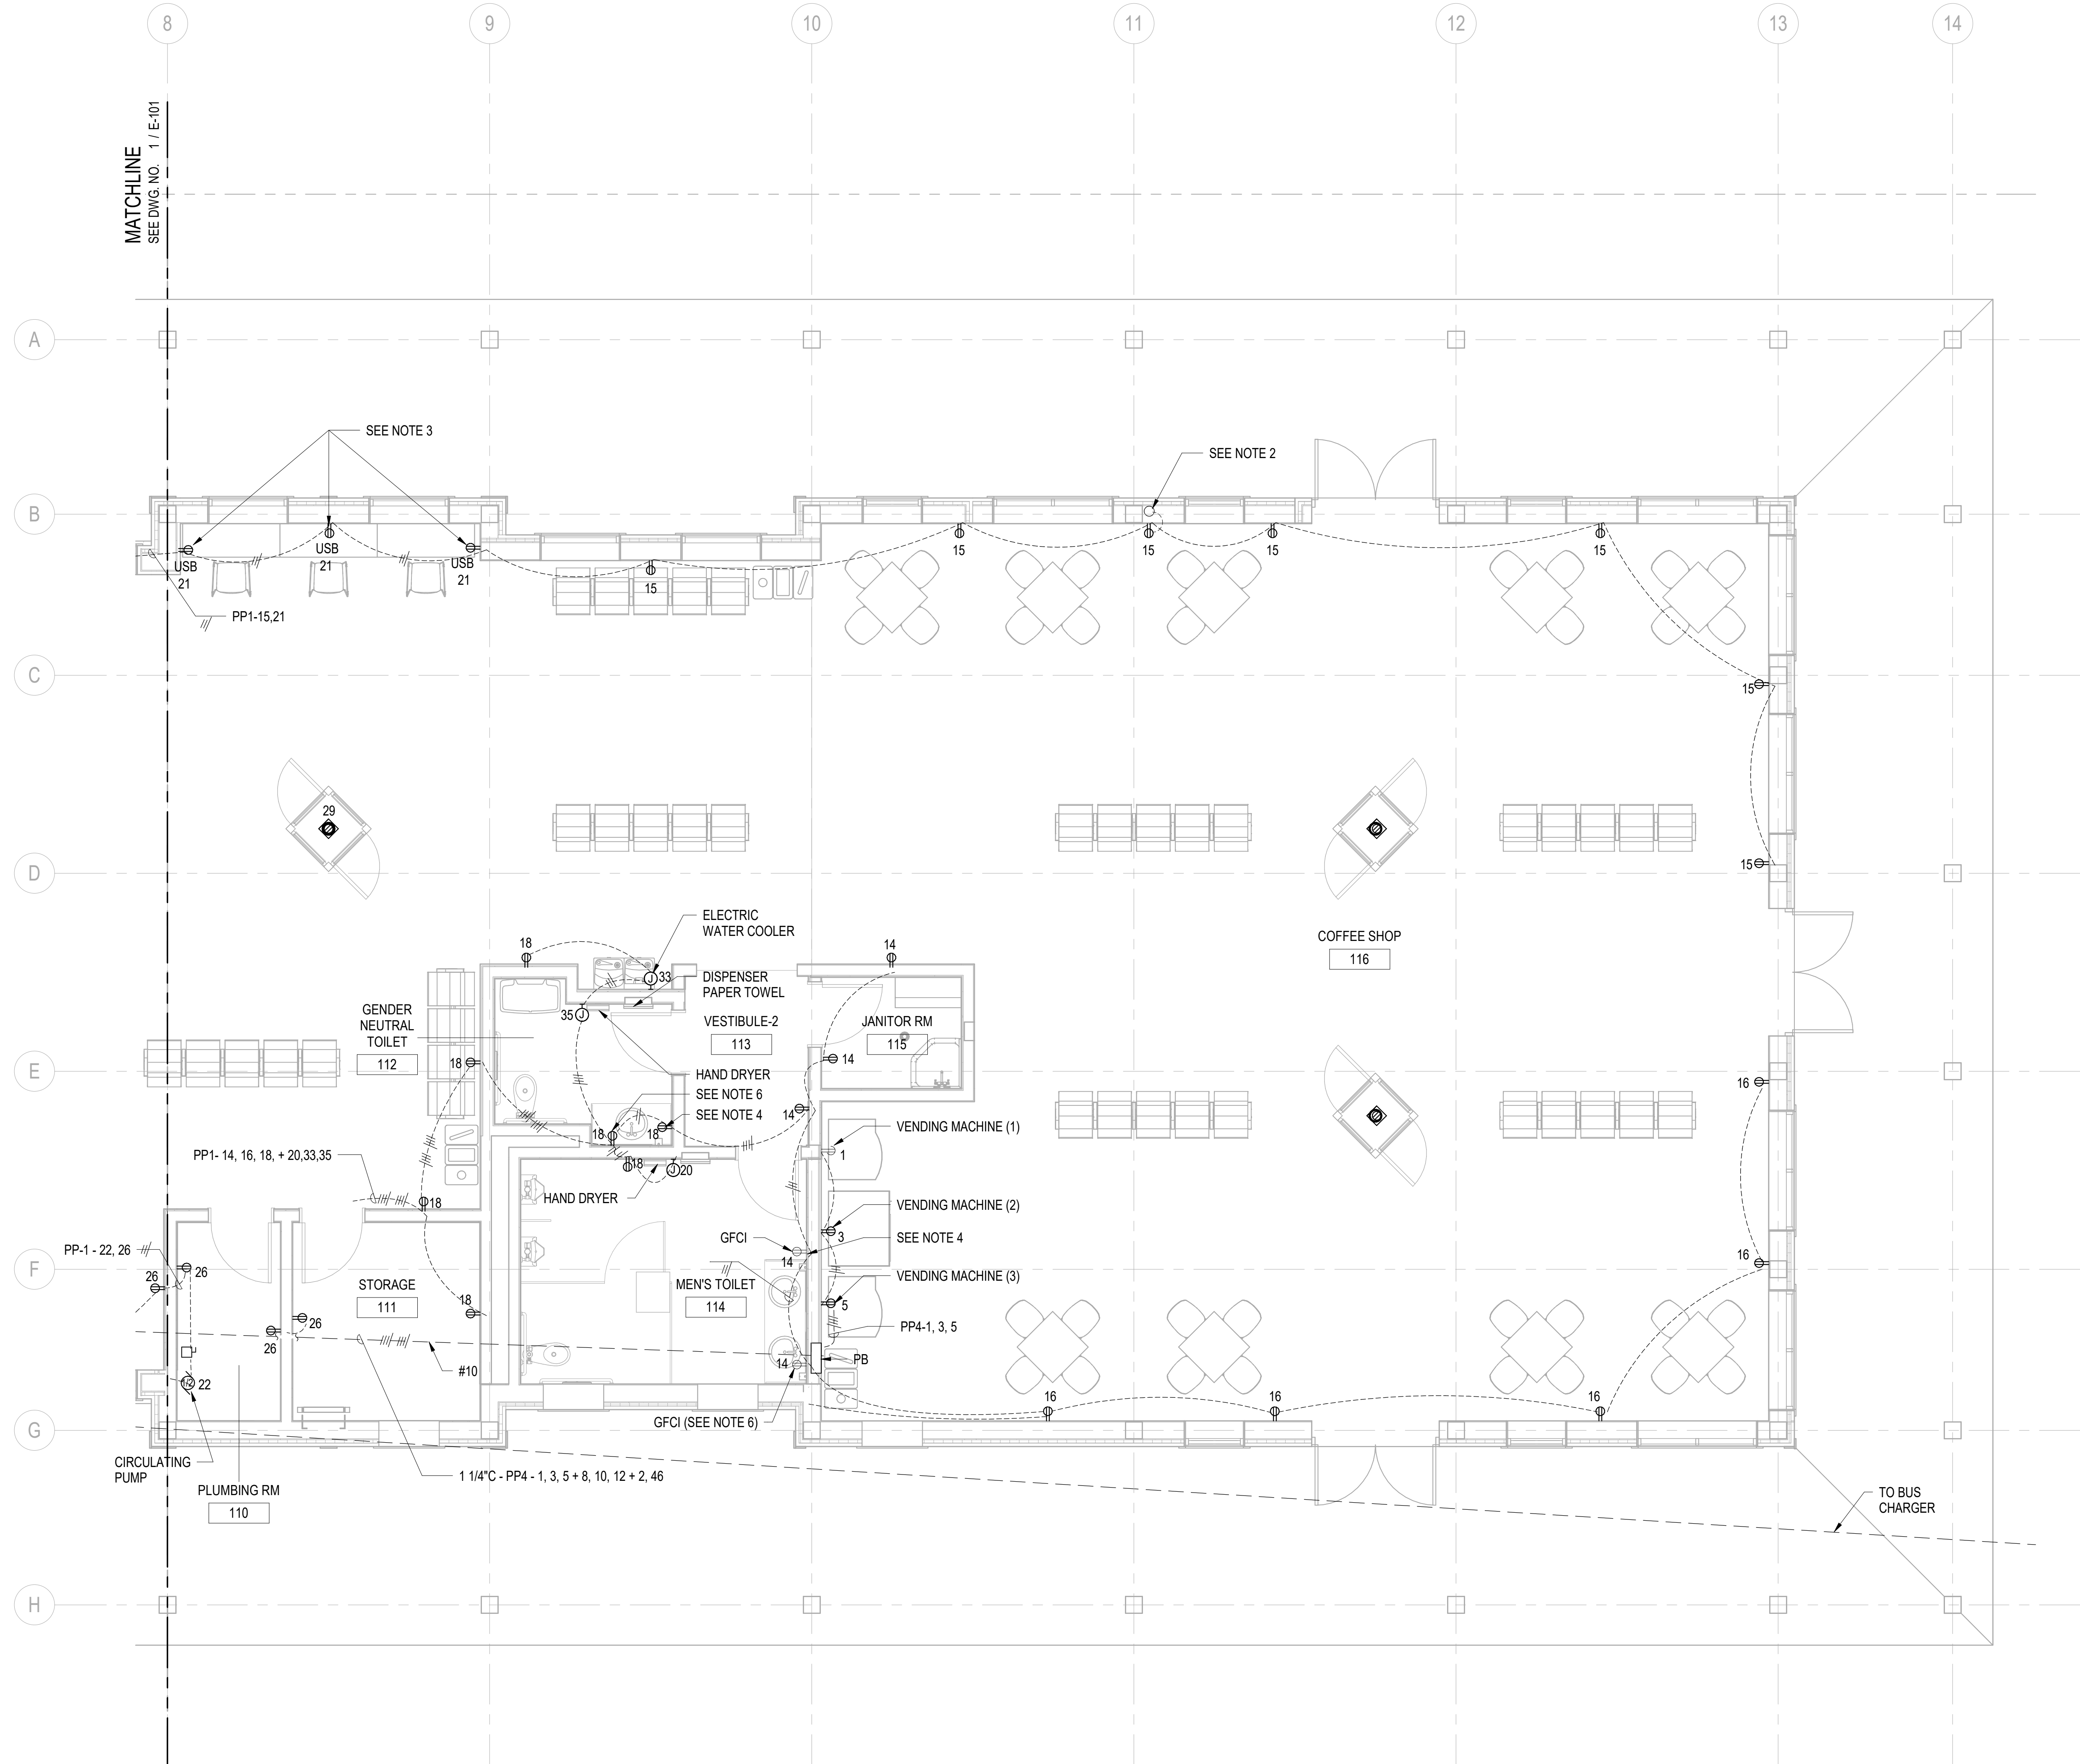 8
9
10
11
12
13
14
MATCHLINE
SEE DWG. NO. 1 / E-101
A
SEE NOTE 3
SEE NOTE 2
B
USB
21
USB
21
USB
21
15
15
15
15
15
PP1-15,21
C
15
29
D
15
ELECTRIC
WATER COOLER
18
14
COFFEE SHOP
116
33
DISPENSER
PAPER TOWEL
GENDER
NEUTRAL
TOILET
112
35
VESTIBULE-2
113
JANITOR RM
115
E
18
14
HAND DRYER
16
SEE NOTE 6
SEE NOTE 4
14
18
18
VENDING MACHINE (1)
1
PP1- 14, 16, 18, + 20,33,35
18
20
HAND DRYER
18
VENDING MACHINE (2)
3
GFCI
SEE NOTE 4
PP-1 - 22, 26
14
16
F
26
26
STORAGE
111
MEN'S TOILET
114
VENDING MACHINE (3)
18
5
26
26
PP4-1, 3, 5
PB
14
#10
1/2
22
16
16
16
GFCI (SEE NOTE 6)
G
CIRCULATING
PUMP
1 1/4"C - PP4 - 1, 3, 5 + 8, 10, 12 + 2, 46
PLUMBING RM
110
TO BUS
CHARGER
H
J
J
J